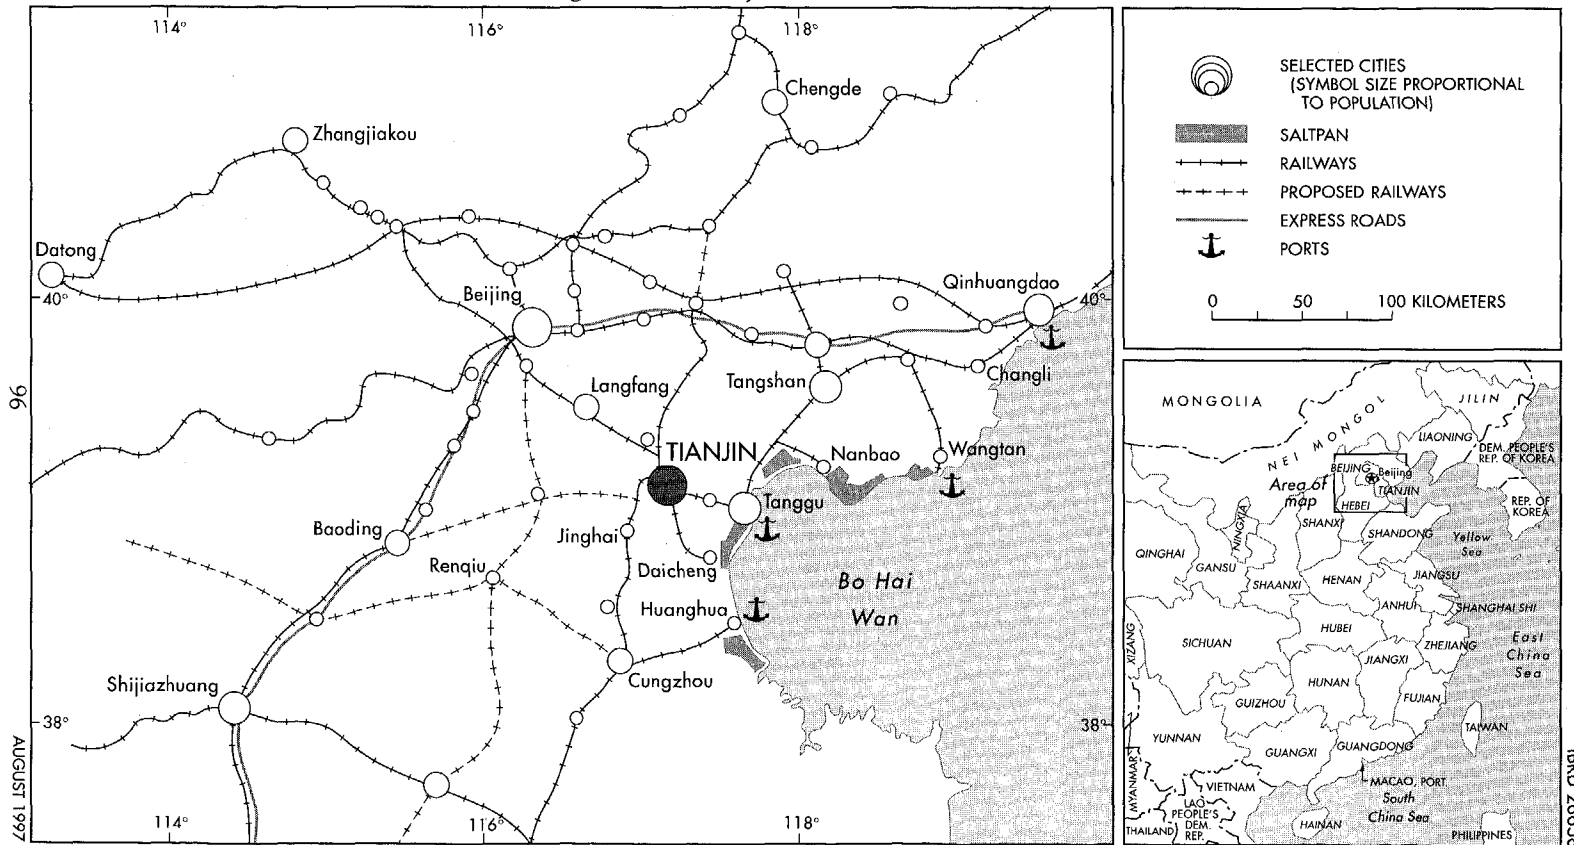 114°
116°
118°
Chengde
Zhangjiakou
Datong
40°
Beijing
Qinhuangdao
40°
Langfang
Tangshan
Changli
TIANJIN
Nanbao
Wangtan
Tanggu
Jinghai
Baoding
Renqiu
Daicheng
Bo Hai
Wan
Huanghua
Cungzhou
Shijiazhuang
38°
38°
114°
116°
118°
96
AUGUST 1997
SELECTED CITIES
(SYMBOL SIZE PROPORTIONAL
TO POPULATION)
SALTPAN
RAILWAYS
PROPOSED RAILWAYS
EXPRESS ROADS
PORTS
0 50 100 KILOMETERS
MONGOLIA
JILIN
NEI MONGOL
LIAONING
DEM. PEOPLE'S
REP. OF KOREA
BEIJING
Beijing
Area of
map
TIANJIN
HEBEI
REP. OF
KOREA
SHANXI
NINGXIA
SHANDONG
Yellow
Sea
QINGHAI
GANSU
SHAANXI
HENAN
JIANGSU
ANHUI
SHANGHAI SHI
HUBEI
XIZANG
SICHUAN
ZHEJIANG
East
China
Sea
JIANGXI
HUNAN
GUIZHOU
FUJIAN
YUNNAN
TAIWAN
GUANGXI
GUANGDONG
MYANMAR
VIETNAM
MACAO, PORT.
South
China Sea
LAO
PEOPLE'S
DEM.
REP.
THAILAND
HAINAN
PHILIPPINES